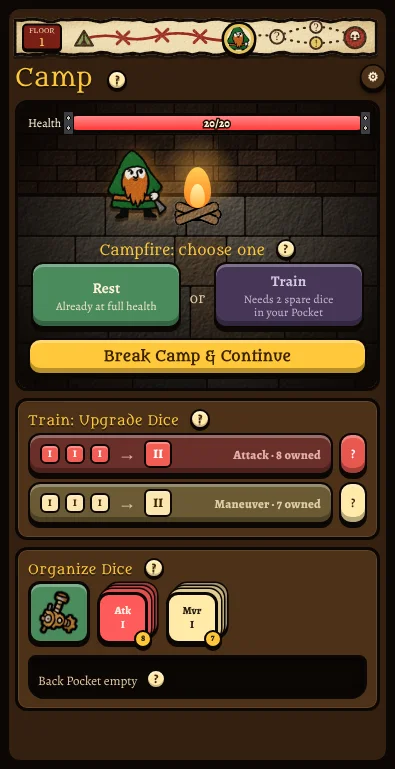 FLOOR
1
?
?
!
Camp ?
Health 20/20
Campfire: choose one ?
Rest
Already at full health
or
Train
Needs 2 spare dice
in your Pocket
Break Camp & Continue
Train: Upgrade Dice ?
I I I → II Attack · 8 owned ?
I I I → II Maneuver · 7 owned ?
Organize Dice ?
Atk
I
8
Mvr
I
7
Back Pocket empty ?